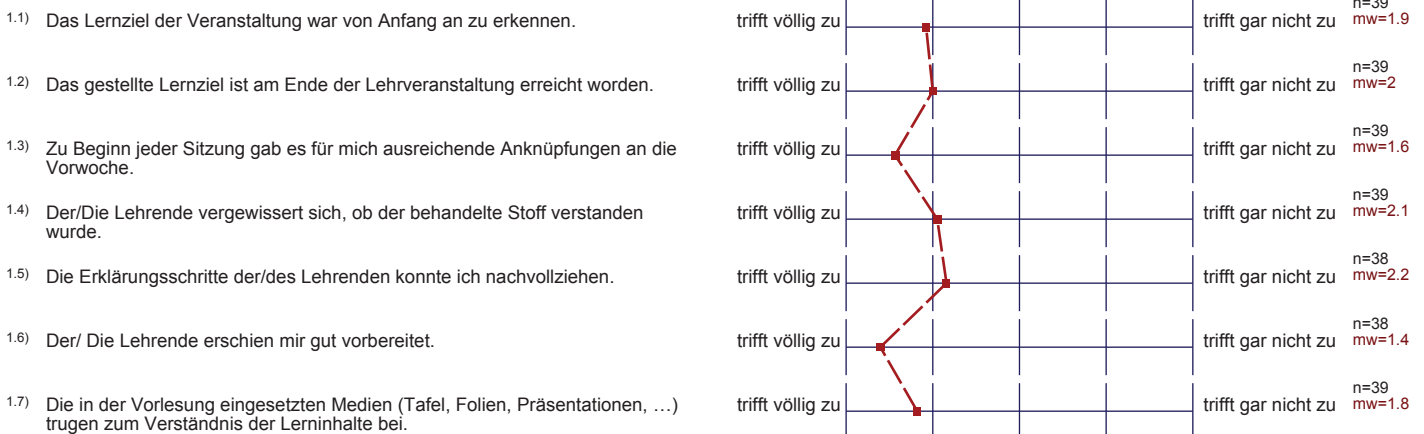 1.1) Das Lernziel der Veranstaltung war von Anfang an zu erkennen. trifft völlig zu trifft gar nicht zu n=39
mw=1.9
1.2) Das gestellte Lernziel ist am Ende der Lehrveranstaltung erreicht worden. trifft völlig zu trifft gar nicht zu n=39
mw=2
1.3) Zu Beginn jeder Sitzung gab es für mich ausreichende Anknüpfungen an die
Vorwoche. trifft völlig zu trifft gar nicht zu n=39
mw=1.6
1.4) Der/Die Lehrende vergewissert sich, ob der behandelte Stoff verstanden
wurde. trifft völlig zu trifft gar nicht zu n=39
mw=2.1
1.5) Die Erklärungsschritte der/des Lehrenden konnte ich nachvollziehen. trifft völlig zu trifft gar nicht zu n=38
mw=2.2
1.6) Der/ Die Lehrende erschien mir gut vorbereitet. trifft völlig zu trifft gar nicht zu n=38
mw=1.4
1.7) Die in der Vorlesung eingesetzten Medien (Tafel, Folien, Präsentationen, …)
trugen zum Verständnis der Lerninhalte bei. trifft völlig zu trifft gar nicht zu n=39
mw=1.8